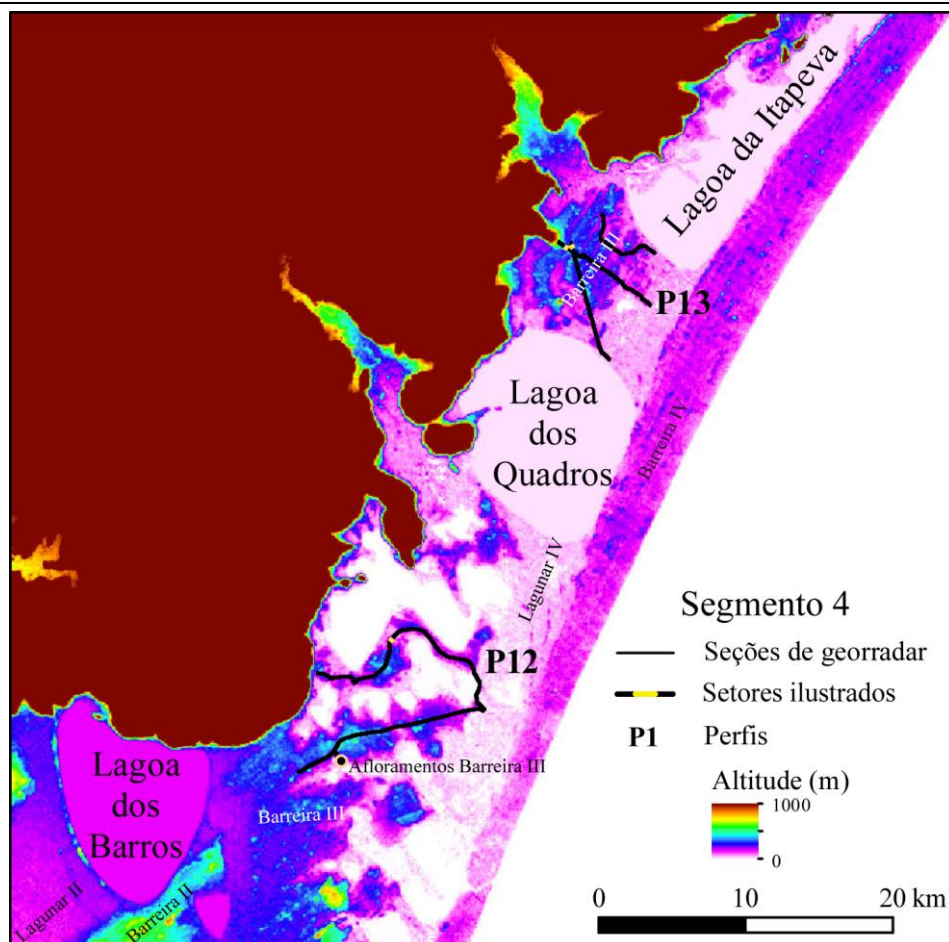 Lagoa da Itapeva
Barreira III
P13
Lagoa
dos
Quadros
Barreira IV
Lagunar IV
P12
Afloramentos Barreira III
Barreira III
Lagoa
dos
Barros
Lagunar II
Barreira II
Segmento 4
Seções de georradar
Setores ilustrados
P1 Perfis
Altitude (m)
1000
0
0 10 20 km